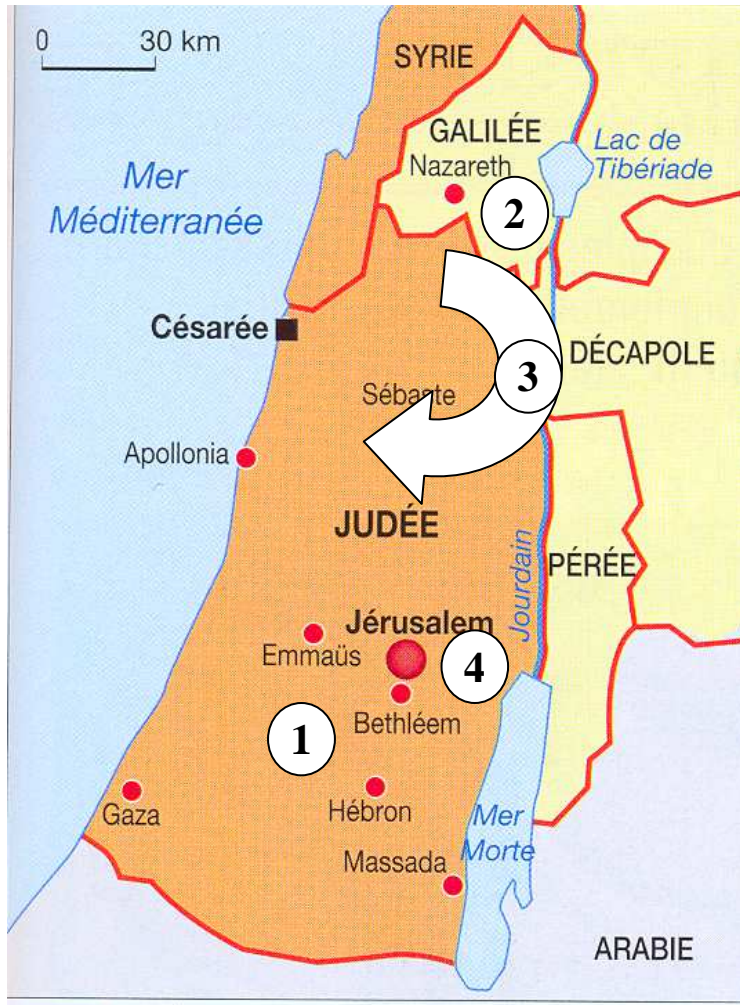 0 30 km
SYRIE
GALILÉE
Nazareth
Lac de
Tibériade
Mer
Méditerranée
2
Césarée
3
DÉCAPOLE
Sébaste
Apollonia
JUDÉE
Jourdain
PÉRÉE
Jérusalem
Emmaüs
4
Bethléem
1
Gaza
Hébron
Mer
Morte
Massada
ARABIE